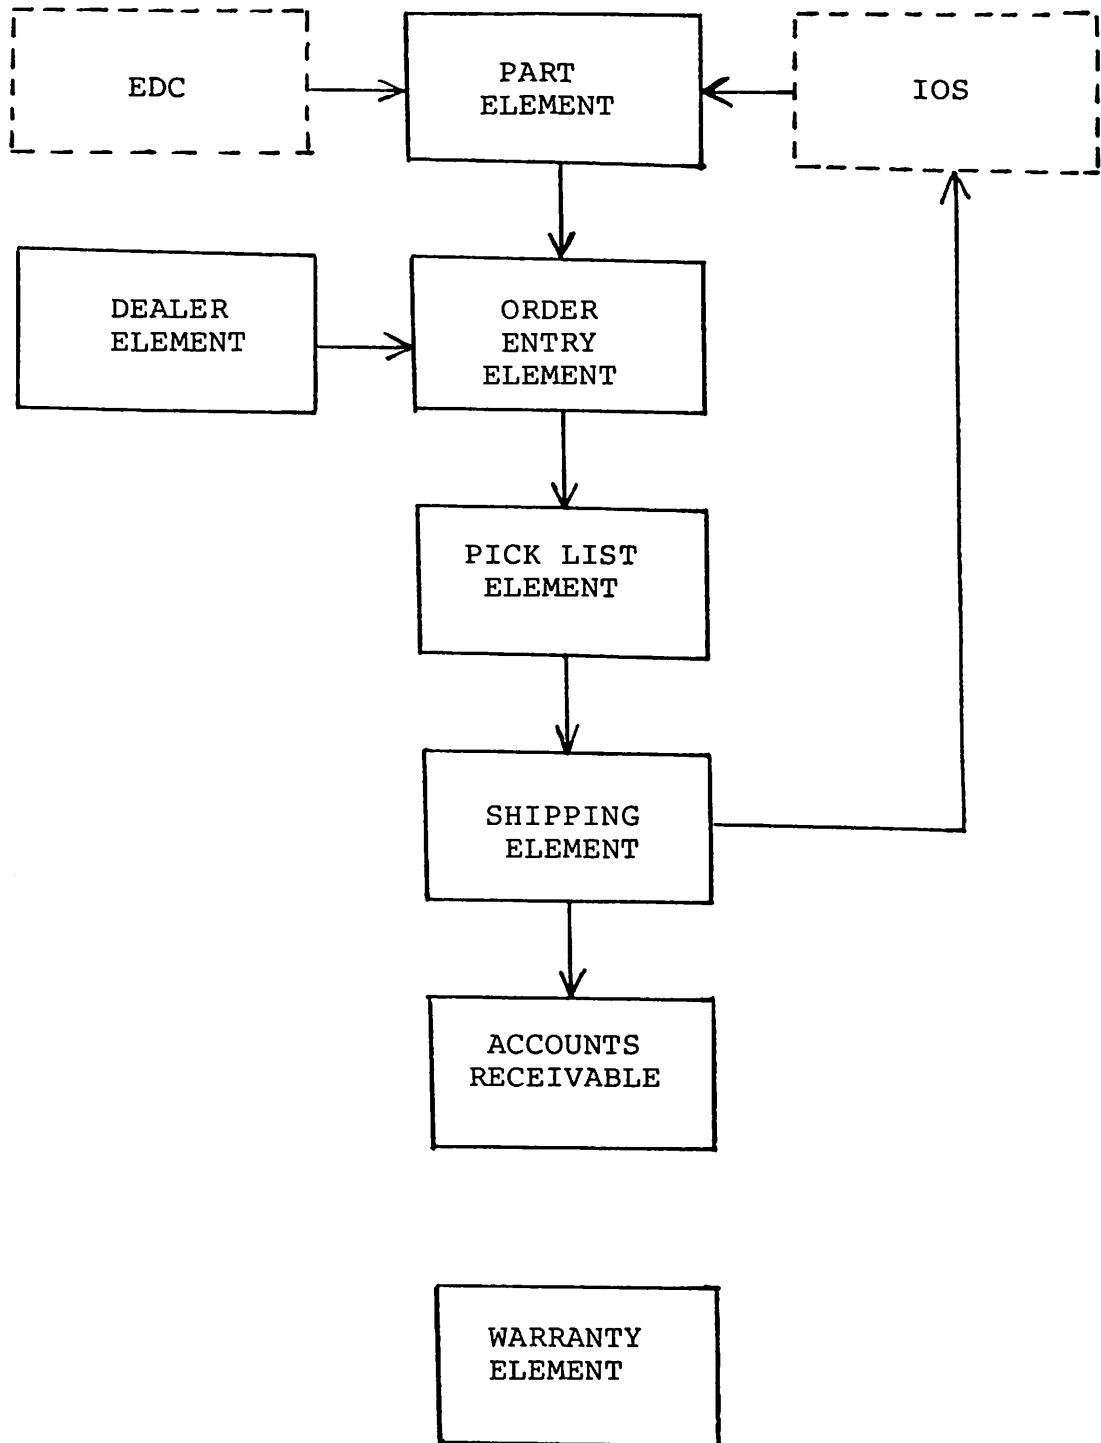 EDC
PART
ELEMENT
IOS
DEALER
ELEMENT
ORDER
ENTRY
ELEMENT
PICK LIST
ELEMENT
SHIPPING
ELEMENT
ACCOUNTS
RECEIVABLE
WARRANTY
ELEMENT